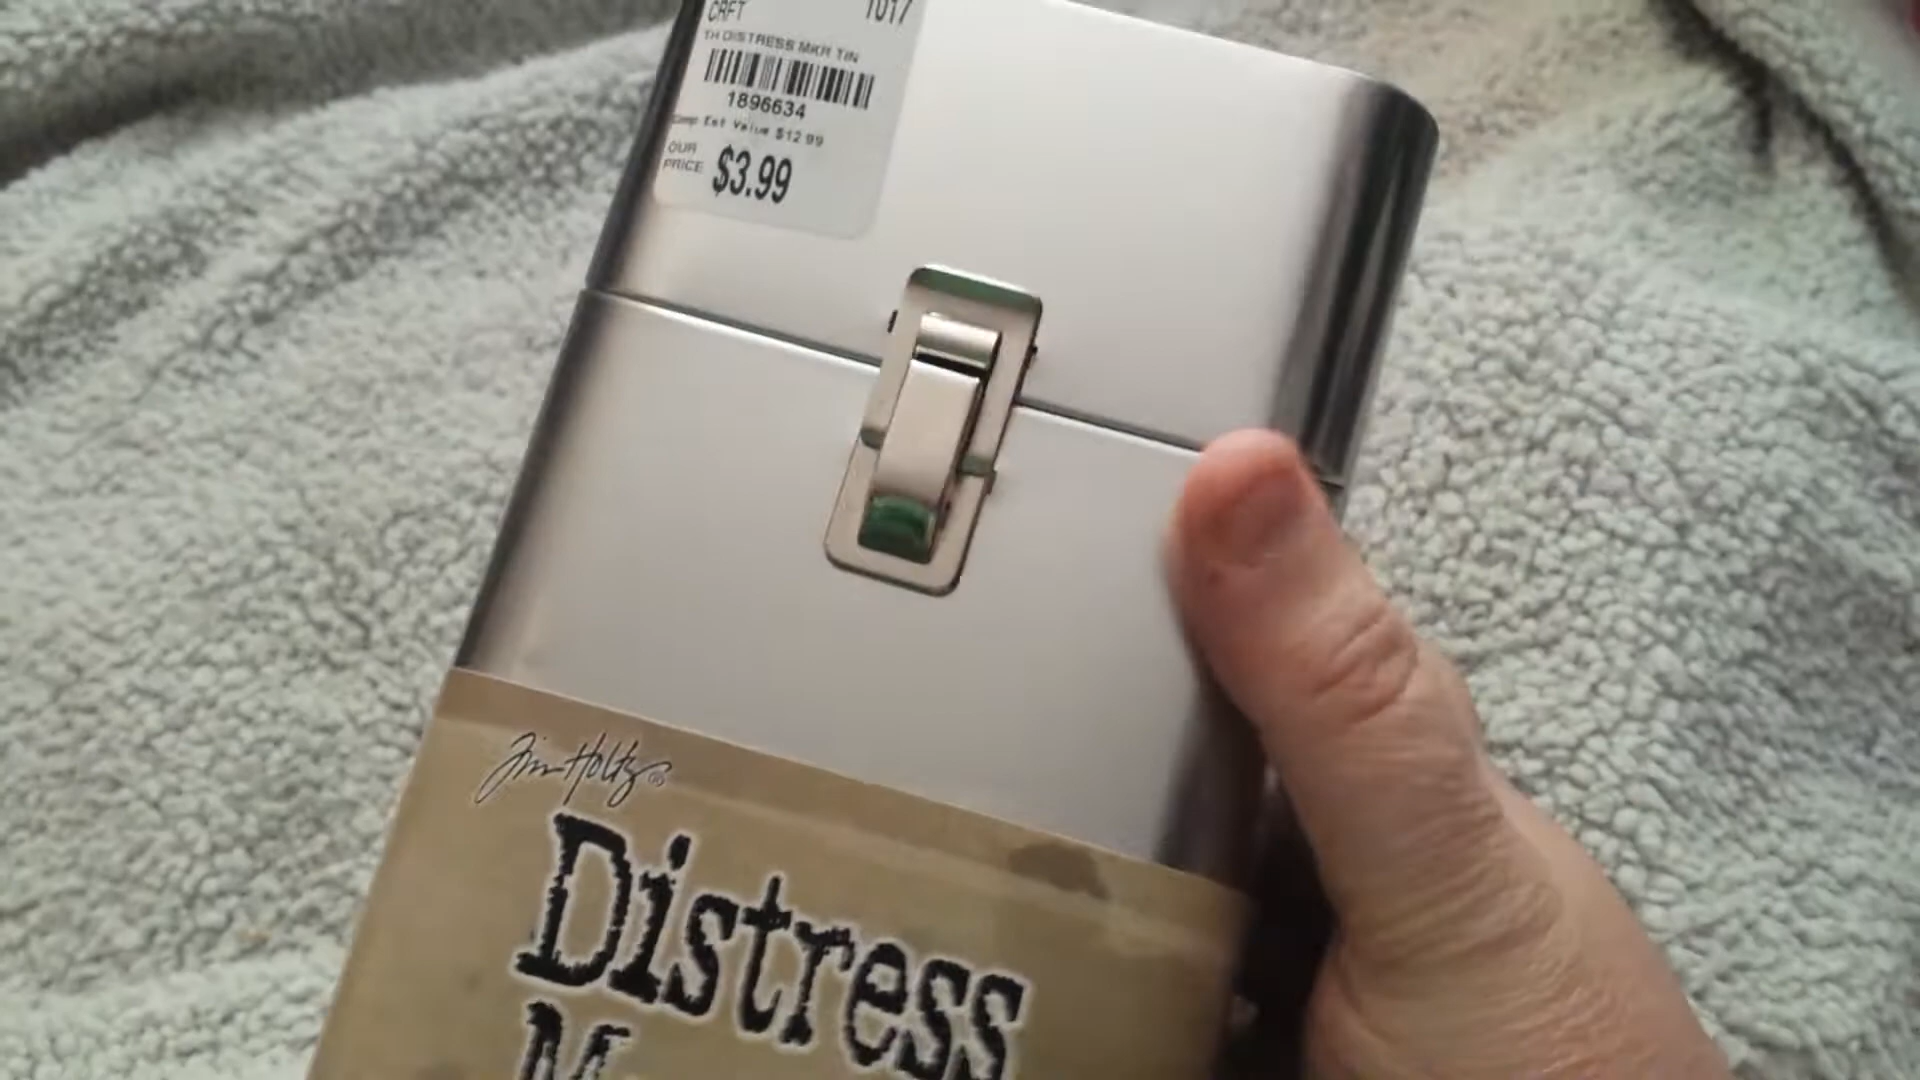 CRFT 1017
TH DISTRESS MKR TIN
1896634
Comp Est Value $12.99
OUR
PRICE $3.99
Tim Holtz
Distress